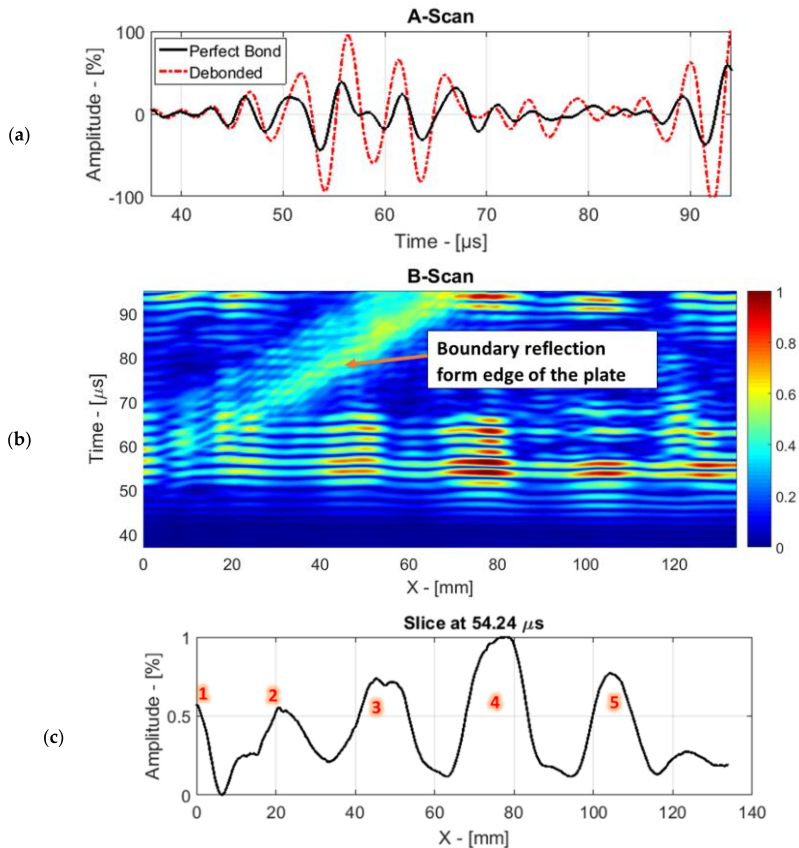 A-Scan
100
0
-100
Amplitude - [%]
Perfect Bond
Debonded
(a)
40
50
60
70
80
90
Time - [µs]
B-Scan
90
80
70
60
50
40
Time - [µs]
Boundary reflection
form edge of the plate
1
0.8
0.6
0.4
0.2
0
(b)
0
20
40
60
80
100
120
X - [mm]
Slice at 54.24 µs
1
0.5
0
Amplitude - [%]
1
2
3
4
5
(c)
0
20
40
60
80
100
120
140
X - [mm]